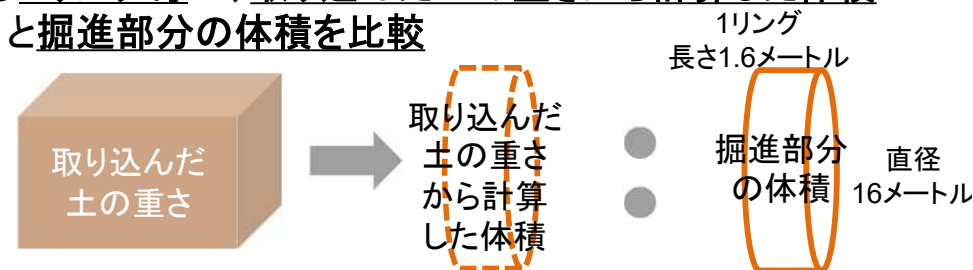 と掘進部分の体積を比較
1リング
長さ1.6メートル
取り込んだ
土の重さ
取り込んだ
土の重さ
から計算
した体積
掘進部分
の体積
直径
16メートル